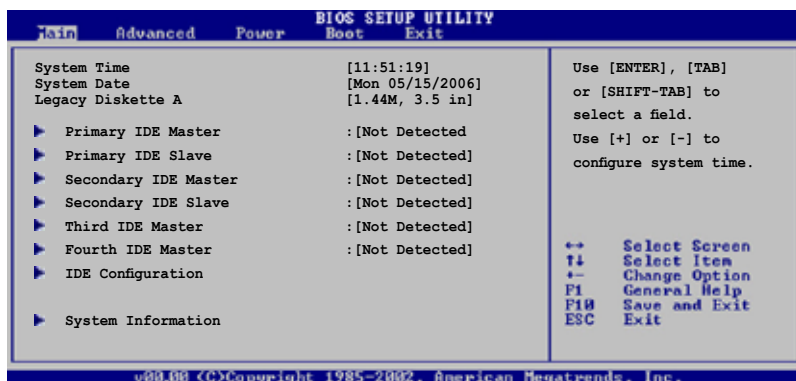 BIOS SETUP UTILITY
Main Advanced Power Boot Exit
System Time [11:51:19]
System Date [Mon 05/15/2006]
Legacy Diskette A [1.44M, 3.5 in]
Primary IDE Master :[Not Detected
Primary IDE Slave :[Not Detected]
Secondary IDE Master :[Not Detected]
Secondary IDE Slave :[Not Detected]
Third IDE Master :[Not Detected]
Fourth IDE Master :[Not Detected]
IDE Configuration
System Information
Use [ENTER], [TAB]
or [SHIFT-TAB] to
select a field.
Use [+] or [-] to
configure system time.
↔ Select Screen
↑↓ Select Item
+- Change Option
F1 General Help
F10 Save and Exit
ESC Exit
v00.00 (C)Copyright 1985-2002, American Megatrends, Inc.